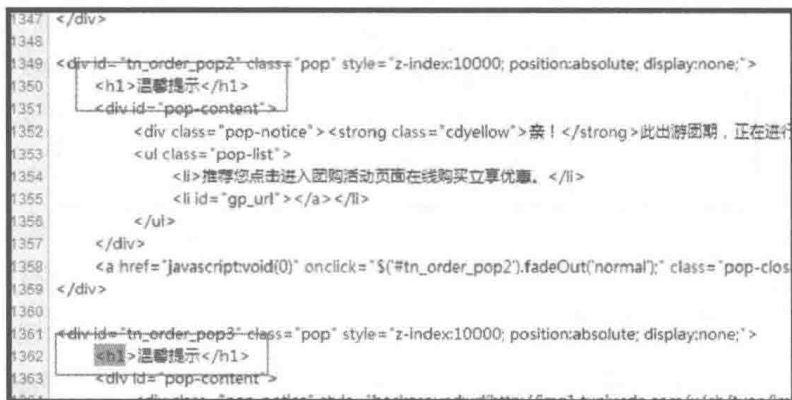 1347 </div>
1348
1349 <div id="tn_order_pop2" class="pop" style="z-index:10000; position:absolute; display:none;">
1350 <h1>温馨提示</h1>
1351 <div id="pop-content">
1352 <div class="pop-notice"><strong class="cdyellow">亲！</strong>此出游团期，正在进行
1353 <ul class="pop-list">
1354 <li>推荐您点击进入团购活动页面在线购买立享优惠。</li>
1355 <li id="gp_url"></a></li>
1356 </ul>
1357 </div>
1358 <a href="javascript:void(0)" onclick="$('#tn_order_pop2').fadeOut('normal');" class="pop-clos
1359 </div>
1360
1361 <div id="tn_order_pop3" class="pop" style="z-index:10000; position:absolute; display:none;">
1362 <h1>温馨提示</h1>
1363 <div id="pop-content">